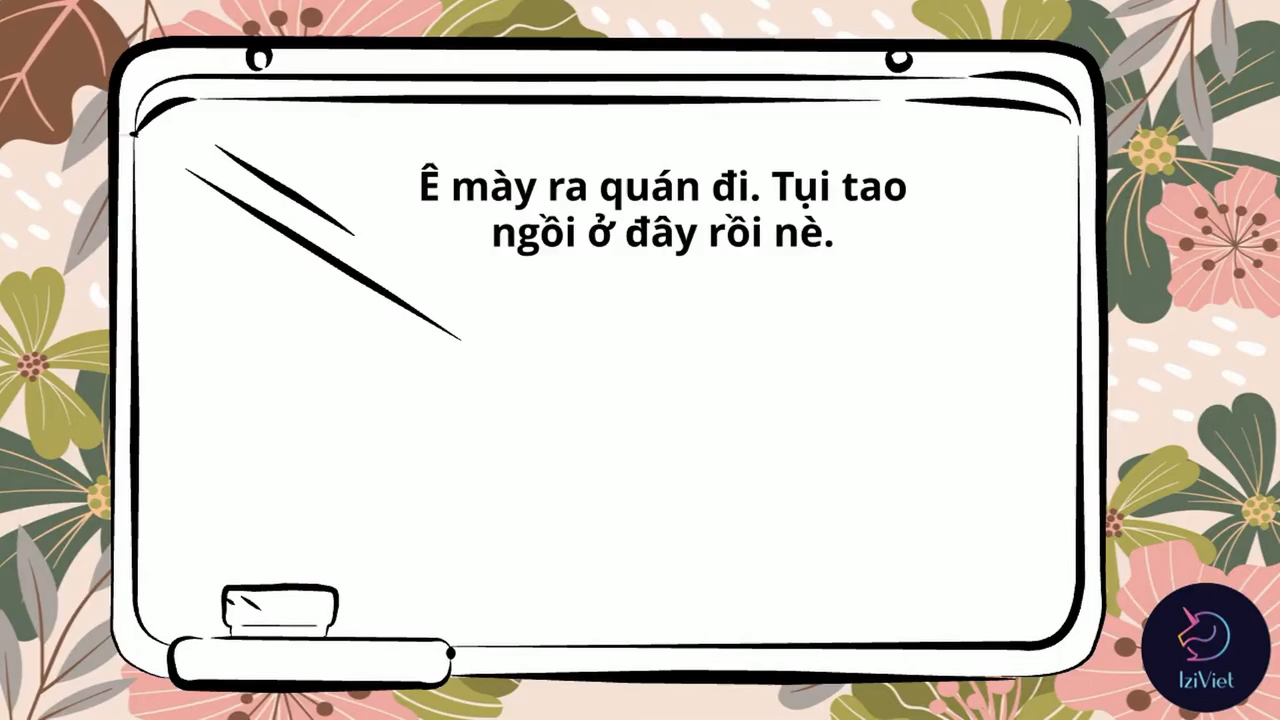 Ê mày ra quán đi. Tụi tao
ngồi ở đây rồi nè.
IziViet